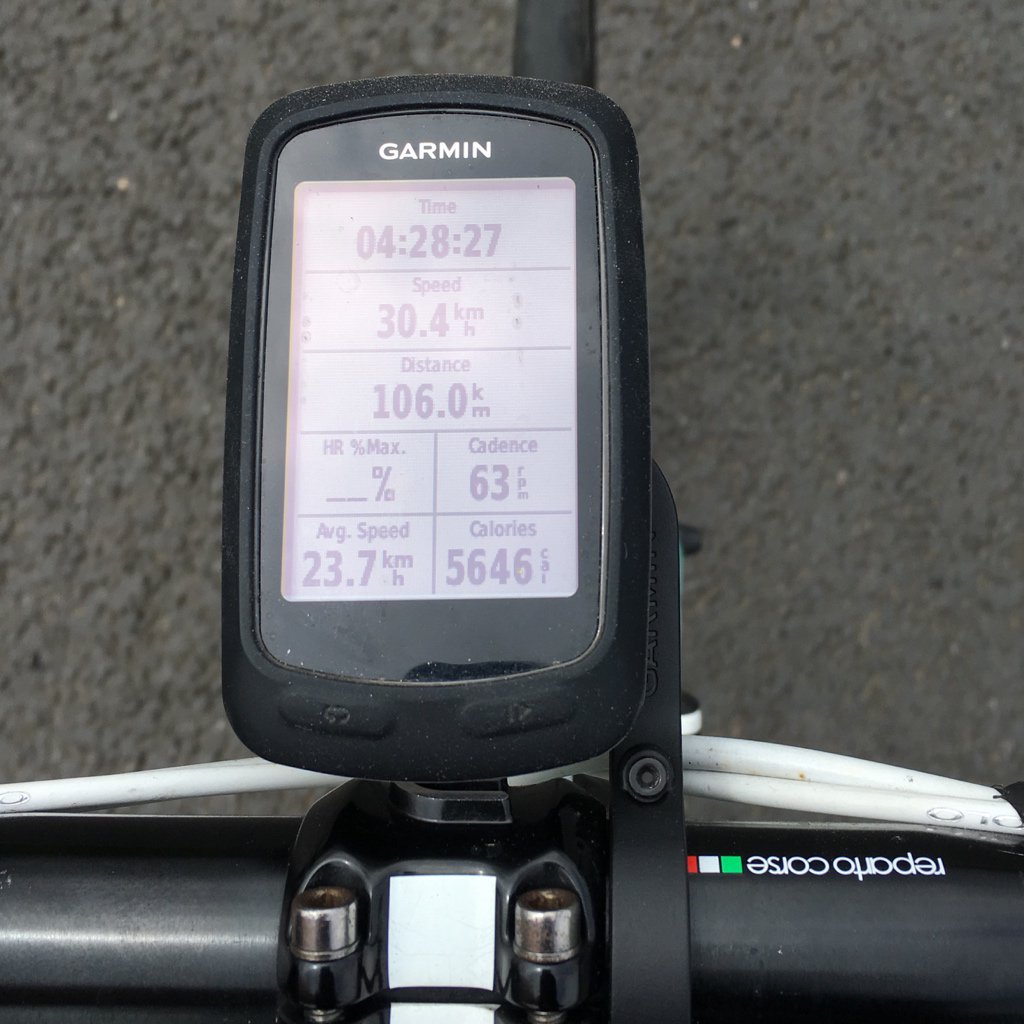 GARMIN
Time
04:28:27
Speed
30.4 km h
Distance
106.0 km
HR %Max. Cadence
__% 63 rpm
Avg. Speed Calories
23.7 km h 5646 cal
GARMIN
reparto corse